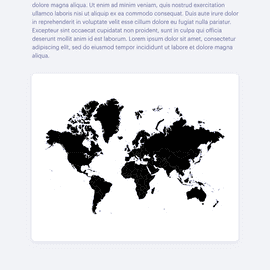 dolore magna aliqua. Ut enim ad minim veniam, quis nostrud exercitation
ullamco laboris nisi ut aliquip ex ea commodo consequat. Duis aute irure dolor
in reprehenderit in voluptate velit esse cillum dolore eu fugiat nulla pariatur.
Excepteur sint occaecat cupidatat non proident, sunt in culpa qui officia
deserunt mollit anim id est laborum. Lorem ipsum dolor sit amet, consectetur
adipiscing elit, sed do eiusmod tempor incididunt ut labore et dolore magna
aliqua.